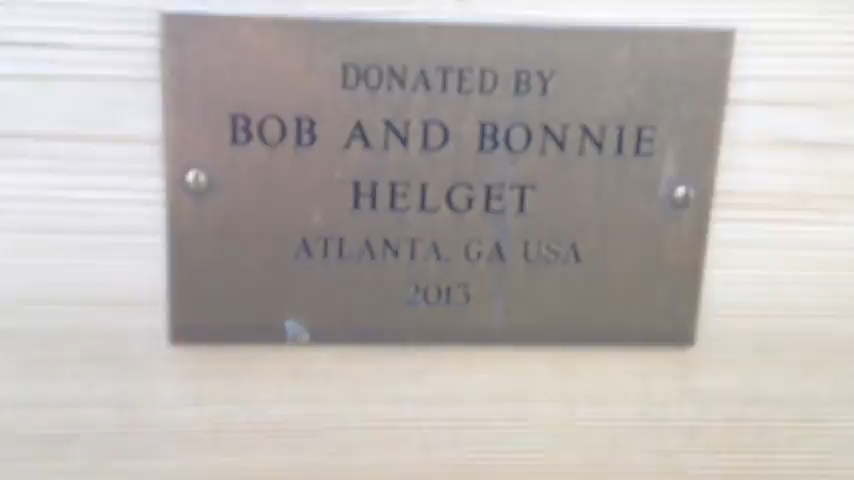 DONATED BY
BOB AND BONNIE
HELGET
ATLANTA, GA USA
2013